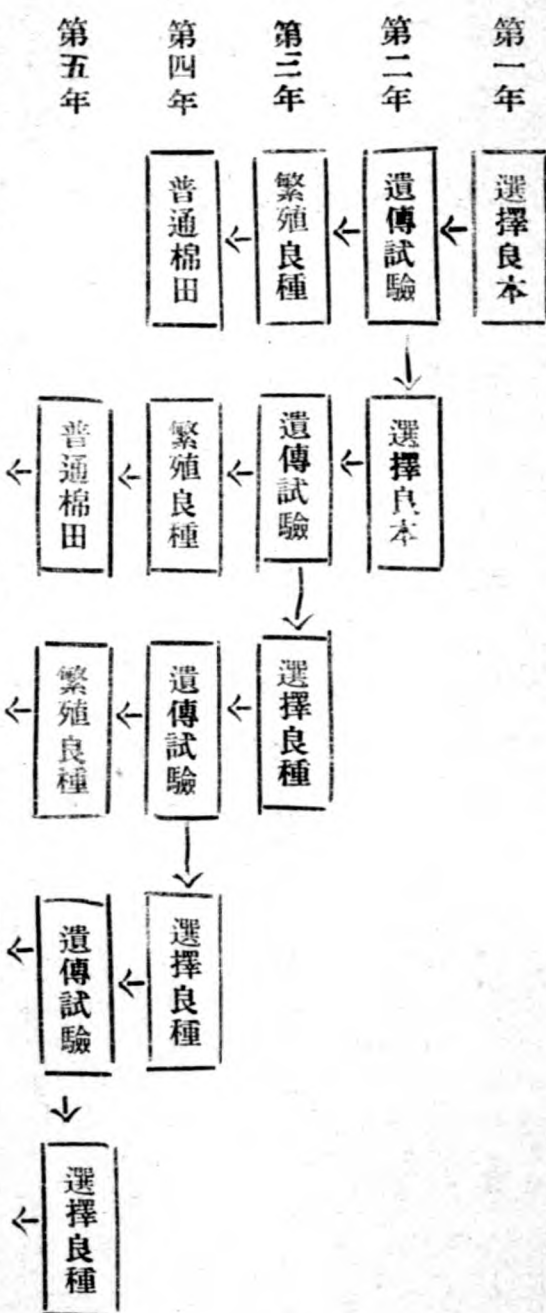 第一年
選擇良本
第二年
遺傳試驗
選擇良本
第三年
繁殖良種
遺傳試驗
選擇良種
第四年
普通棉田
繁殖良種
遺傳試驗
選擇良種
第五年
普通棉田
繁殖良種
遺傳試驗
選擇良種